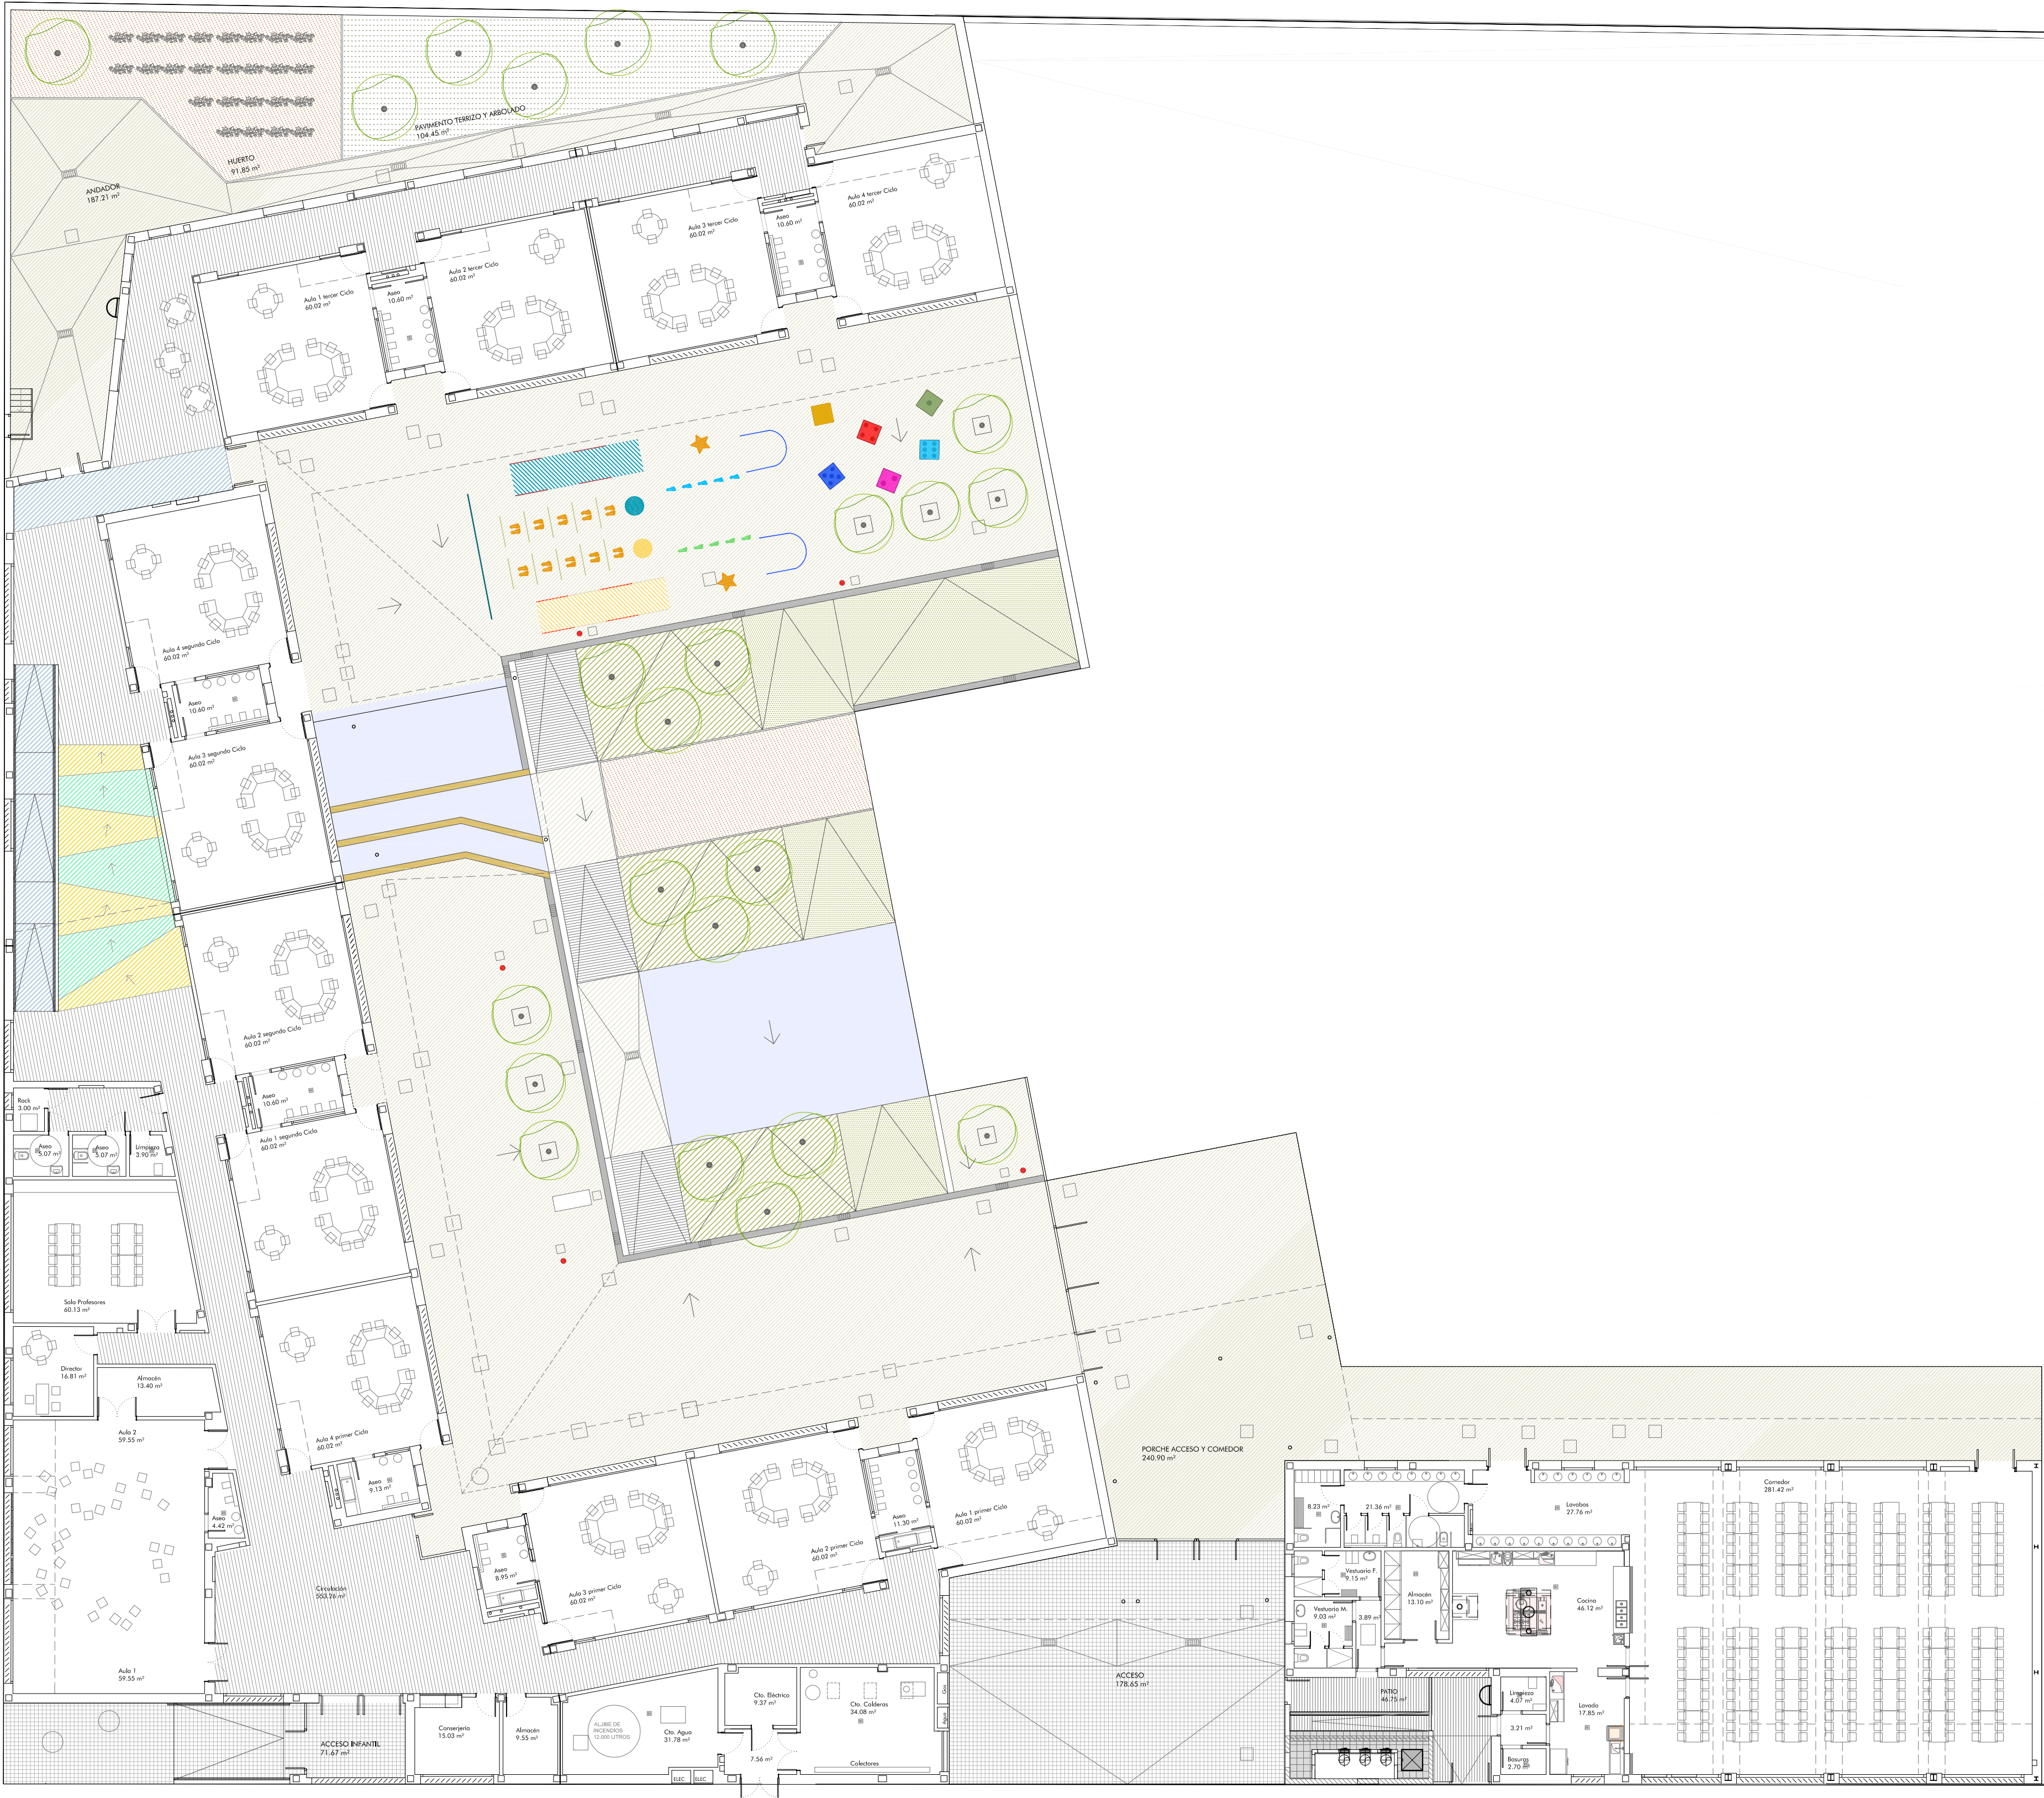 PAVIMENTO TERRIZO Y ARBOLADO
104.45 m²
HUERTO
91.85 m²
ANDADOR
187.21 m²
Aula 4 tercer Ciclo
60.02 m²
Aseo
10.60 m²
Aula 3 tercer Ciclo
60.02 m²
Aula 2 tercer Ciclo
60.02 m²
Aseo
10.60 m²
Aula 1 tercer Ciclo
60.02 m²
Aula 4 segundo Ciclo
60.02 m²
Aseo
10.60 m²
Aula 3 segundo Ciclo
60.02 m²
Aula 2 segundo Ciclo
60.02 m²
Aseo
10.60 m²
Aula 1 segundo Ciclo
60.02 m²
Rack
3.00 m²
Aseo
5.07 m²
Aseo
5.07 m²
Limpieza
3.90 m²
Sala Profesores
60.13 m²
Director
16.81 m²
Almacén
13.40 m²
Aula 2
59.55 m²
Aseo
4.42 m²
Aula 4 primer Ciclo
60.02 m²
Aseo
9.13 m²
Aseo
8.95 m²
Aula 3 primer Ciclo
60.02 m²
Aula 2 primer Ciclo
60.02 m²
Aseo
11.30 m²
Aula 1 primer Ciclo
60.02 m²
Circulación
553.26 m²
Aula 1
59.55 m²
PORCHE ACCESO Y COMEDOR
240.90 m²
8.23 m²
21.36 m²
Lavabos
27.76 m²
Comedor
281.42 m²
Vestuario F.
9.15 m²
Vestuario M.
9.03 m²
3.89 m²
Almacén
13.10 m²
Cocina
46.12 m²
ACCESO
178.65 m²
PATIO
46.75 m²
Limpieza
4.07 m²
Lavado
17.85 m²
3.21 m²
Basuras
2.70 m²
ACCESO INFANTIL
71.67 m²
Conserjería
15.03 m²
Almacén
9.55 m²
ALJIBE DE
INCENDIOS
12.000 LITROS
Cto. Agua
31.78 m²
Cto. Eléctrico
9.37 m²
Cto. Calderas
34.08 m²
Gas
Agua
7.56 m²
Colectores
ELEC
ELEC